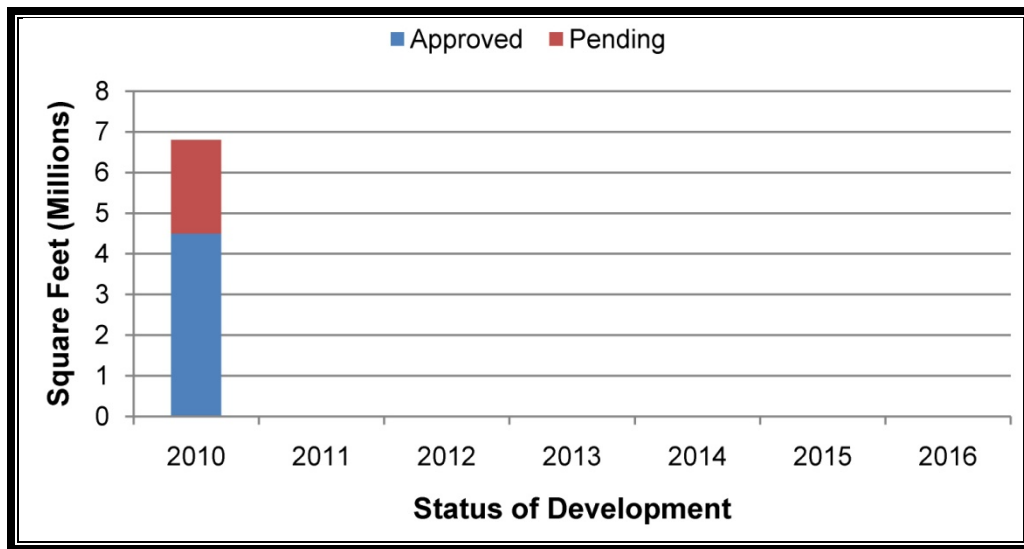 Approved Pending
Square Feet (Millions)
8
7
6
5
4
3
2
1
0
2010 2011 2012 2013 2014 2015 2016
Status of Development